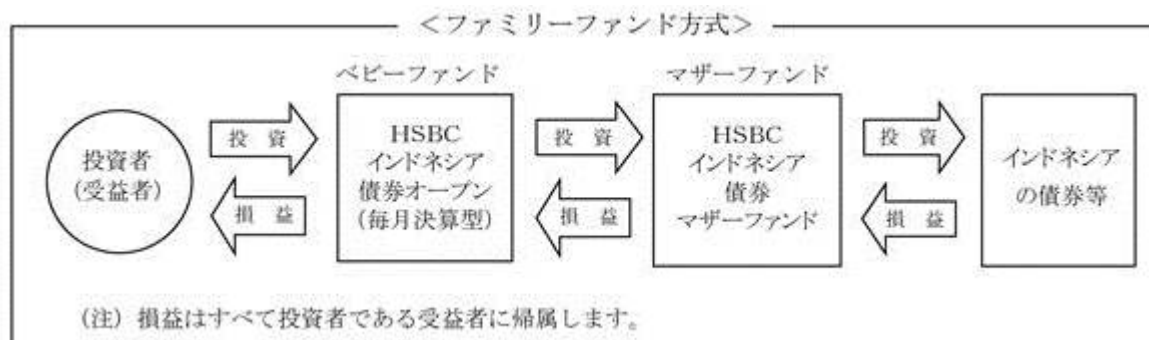 ＜ファミリーファンド方式＞
ベビーファンド
マザーファンド
投資者
(受益者)
投 資
損 益
HSBC
インドネシア
債券オープン
(毎月決算型)
投 資
損 益
HSBC
インドネシア
債券
マザーファンド
投 資
損 益
インドネシア
の債券等
(注) 損益はすべて投資者である受益者に帰属します。